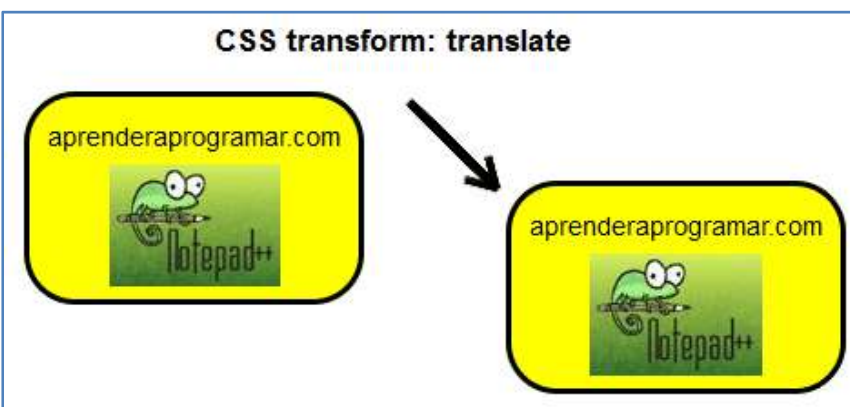 CSS transform: translate
aprenderaprogramar.com
Notepad++
aprenderaprogramar.com
Notepad++